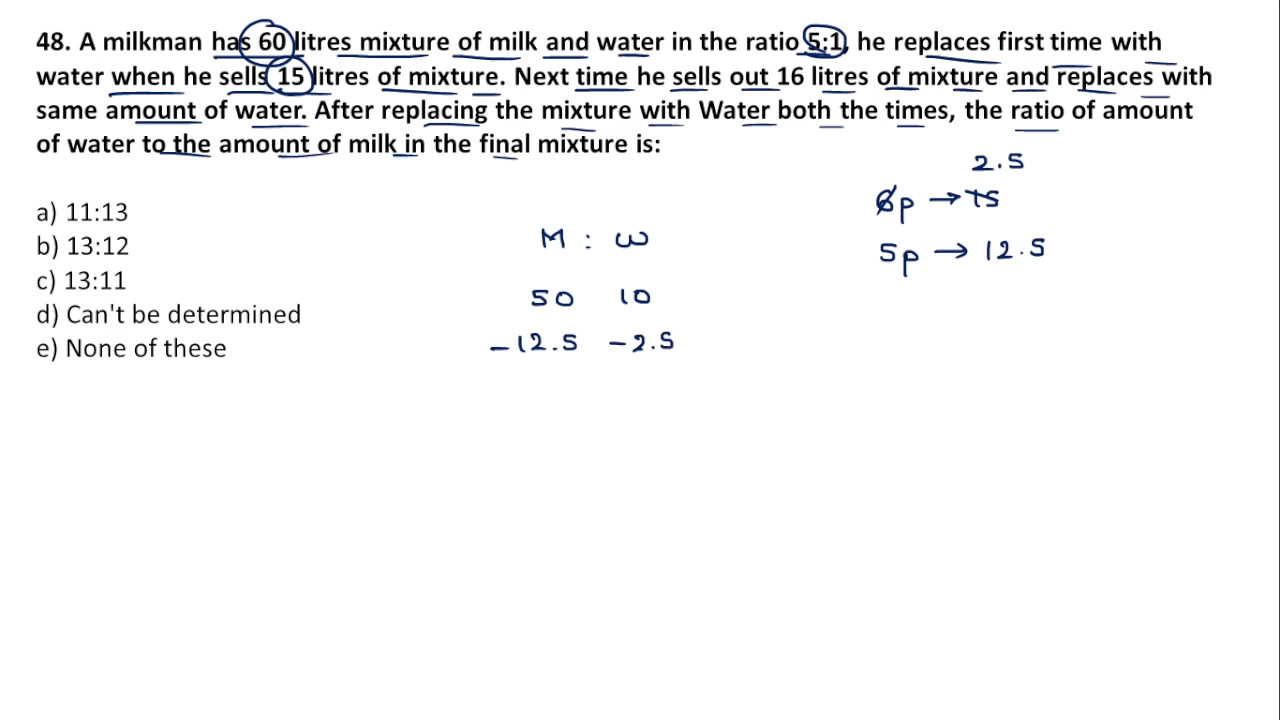 48. A milkman has 60 litres mixture of milk and water in the ratio 5:1, he replaces first time with
water when he sells 15 litres of mixture. Next time he sells out 16 litres of mixture and replaces with
same amount of water. After replacing the mixture with Water both the times, the ratio of amount
of water to the amount of milk in the final mixture is:
2.5
6p → 15
5p → 12.5
a) 11:13
b) 13:12
c) 13:11
d) Can't be determined
e) None of these
M : W
50 10
-12.5 -2.5